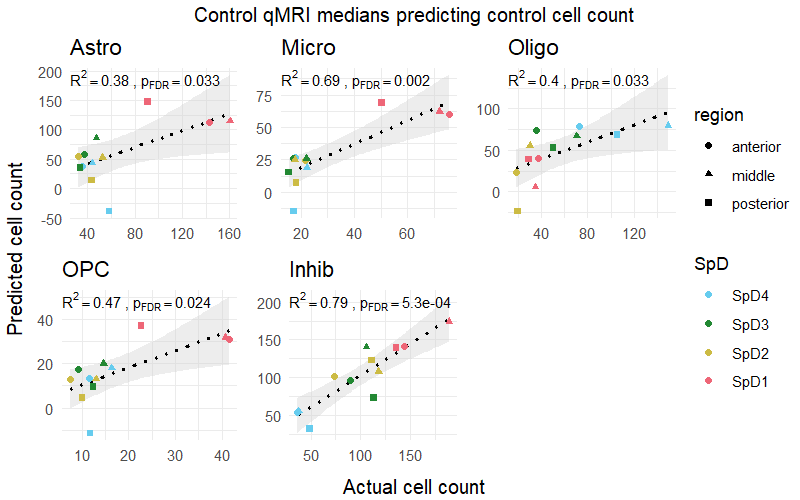 Control qMRI medians predicting control cell count
Astro
R² = 0.38 , pFDR = 0.033
200
150
100
50
0
-50
40
80
120
160
Micro
R² = 0.69 , pFDR = 0.002
75
50
25
0
20
40
60
Oligo
R² = 0.4 , pFDR = 0.033
100
50
0
40
80
120
OPC
R² = 0.47 , pFDR = 0.024
40
20
0
10
20
30
40
Inhib
R² = 0.79 , pFDR = 5.3e-04
200
150
100
50
50
100
150
Predicted cell count
Actual cell count
region
anterior
middle
posterior
SpD
SpD4
SpD3
SpD2
SpD1